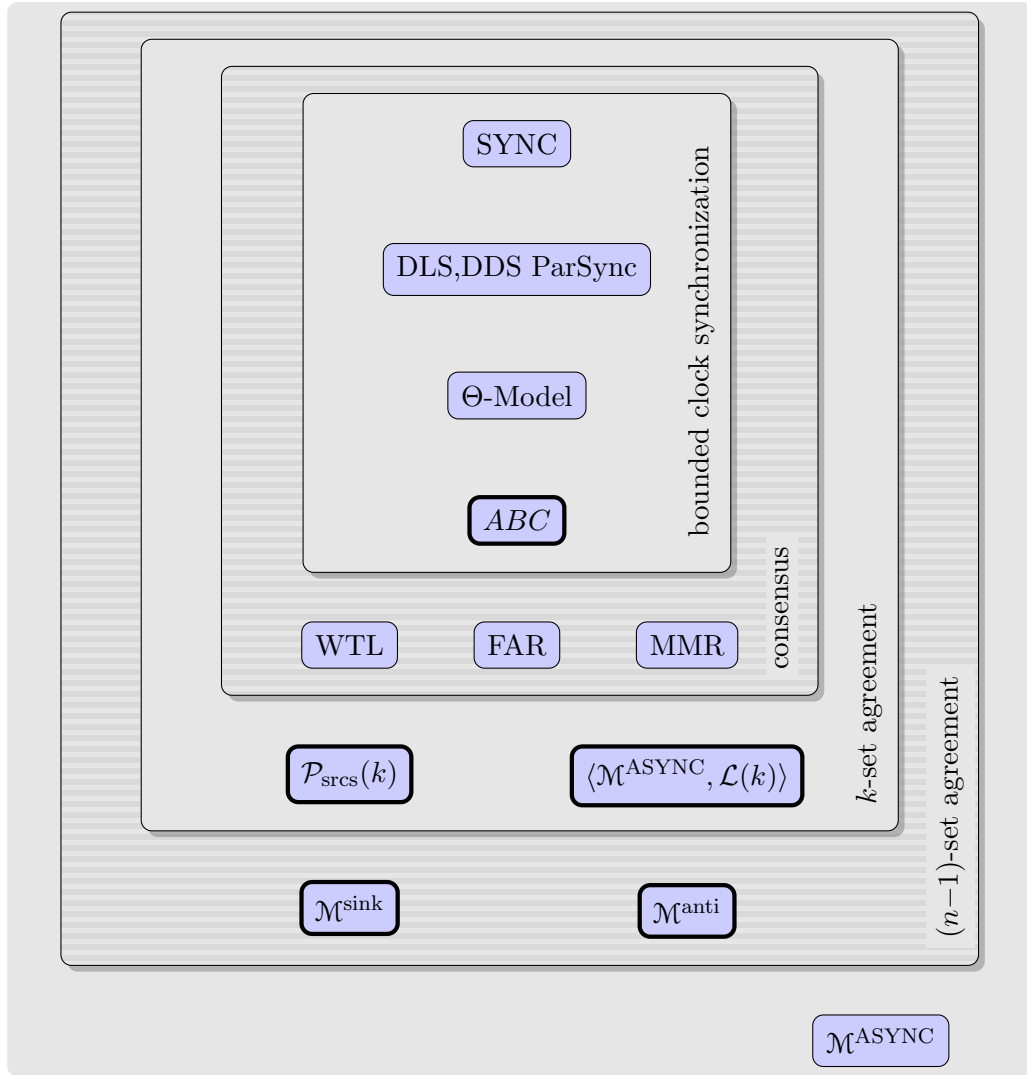 SYNC
DLS,DDS ParSync
Θ-Model
ABC
bounded clock synchronization
WTL
FAR
MMR
consensus
𝒫srcs(k)
⟨ℳASYNC, ℒ(k)⟩
k-set agreement
ℳsink
ℳanti
(n−1)-set agreement
ℳASYNC